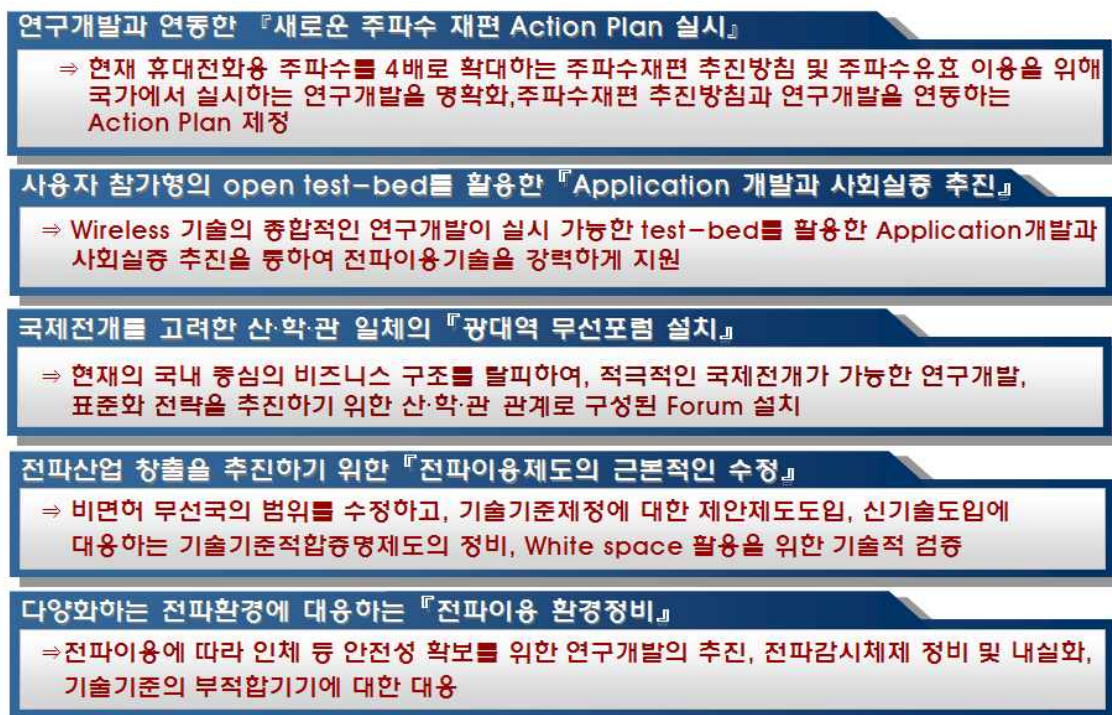 연구개발과 연동한 『새로운 주파수 재편 Action Plan 실시』
⇒ 현재 휴대전화용 주파수를 4배로 확대하는 주파수재편 추진방침 및 주파수유효 이용을 위해
국가에서 실시하는 연구개발을 명확화,주파수재편 추진방침과 연구개발을 연동하는
Action Plan 제정
사용자 참가형의 open test-bed를 활용한『Application 개발과 사회실증 추진』
⇒ Wireless 기술의 종합적인 연구개발이 실시 가능한 test-bed를 활용한 Application개발과
사회실증 추진을 통하여 전파이용기술을 강력하게 지원
국제전개를 고려한 산·학·관 일체의『광대역 무선포럼 설치』
⇒ 현재의 국내 중심의 비즈니스 구조를 탈피하여, 적극적인 국제전개가 가능한 연구개발,
표준화 전략을 추진하기 위한 산·학·관 관계로 구성된 Forum 설치
전파산업 창출을 추진하기 위한『전파이용제도의 근본적인 수정』
⇒ 비면허 무선국의 범위를 수정하고, 기술기준제정에 대한 제안제도도입, 신기술도입에
대응하는 기술기준적합증명제도의 정비, White space 활용을 위한 기술적 검증
다양화하는 전파환경에 대응하는『전파이용 환경정비』
⇒전파이용에 따라 인체 등 안전성 확보를 위한 연구개발의 추진, 전파감시체제 정비 및 내실화,
기술기준의 부적합기기에 대한 대응